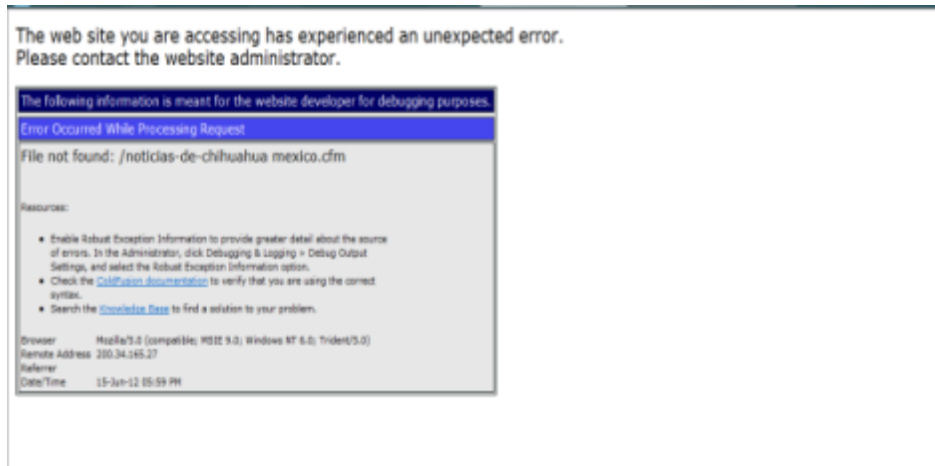 The web site you are accessing has experienced an unexpected error.
Please contact the website administrator.
The following information is meant for the website developer for debugging purposes.
Error Occurred While Processing Request
File not found: /noticias-de-chihuahua mexico.cfm
Resources:
• Enable Robust Exception Information to provide greater detail about the source
of errors. In the Administrator, click Debugging & Logging > Debug Output
Settings, and select the Robust Exception Information option.
• Check the ColdFusion documentation to verify that you are using the correct
syntax.
• Search the Knowledge Base to find a solution to your problem.
Browser Mozilla/5.0 (compatible; MSIE 9.0; Windows NT 6.0; Trident/5.0)
Remote Address 200.34.165.27
Referrer
Date/Time 15-Jun-12 05:59 PM